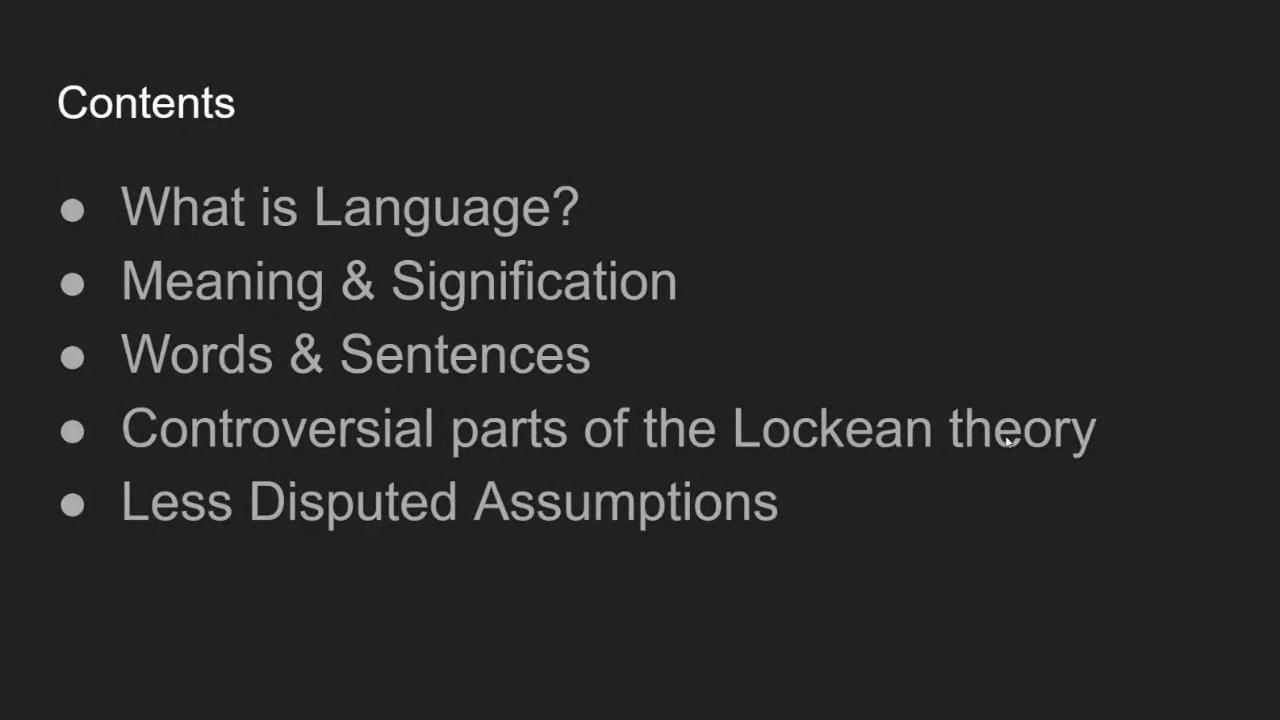 Contents
● What is Language?
● Meaning & Signification
● Words & Sentences
● Controversial parts of the Lockean theory
● Less Disputed Assumptions